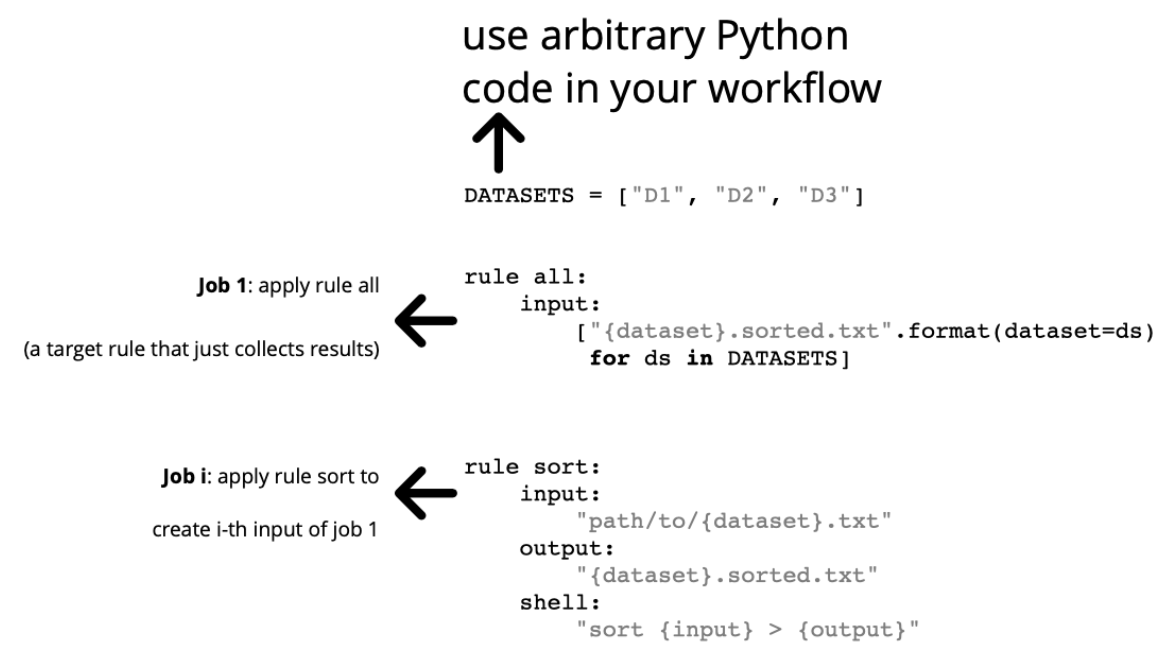 use arbitrary Python
code in your workflow
DATASETS = ["D1", "D2", "D3"]
Job 1: apply rule all
(a target rule that just collects results)
rule all:
    input:
        ["{dataset}.sorted.txt".format(dataset=ds)
         for ds in DATASETS]
Job i: apply rule sort to
create i-th input of job 1
rule sort:
    input:
        "path/to/{dataset}.txt"
    output:
        "{dataset}.sorted.txt"
    shell:
        "sort {input} > {output}"